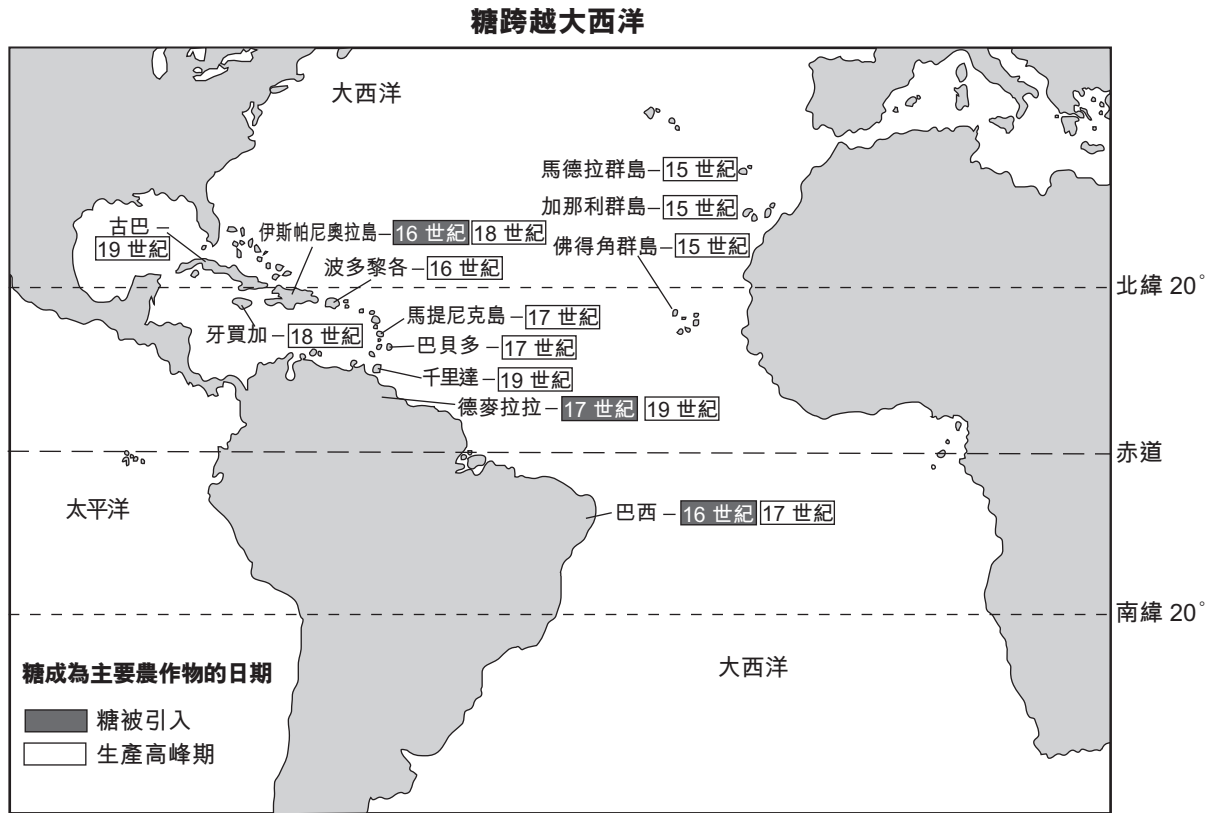 糖跨越大西洋
大西洋
馬德拉群島–15 世紀
加那利群島–15 世紀
古巴 –
19 世紀
伊斯帕尼奧拉島–16 世紀 18 世紀
佛得角群島–15 世紀
波多黎各–16 世紀
北緯 20°
馬提尼克島–17 世紀
牙買加–18 世紀
巴貝多–17 世紀
千里達–19 世紀
德麥拉拉–17 世紀 19 世紀
赤道
太平洋
巴西 –16 世紀 17 世紀
南緯 20°
大西洋
糖成為主要農作物的日期
糖被引入
生產高峰期